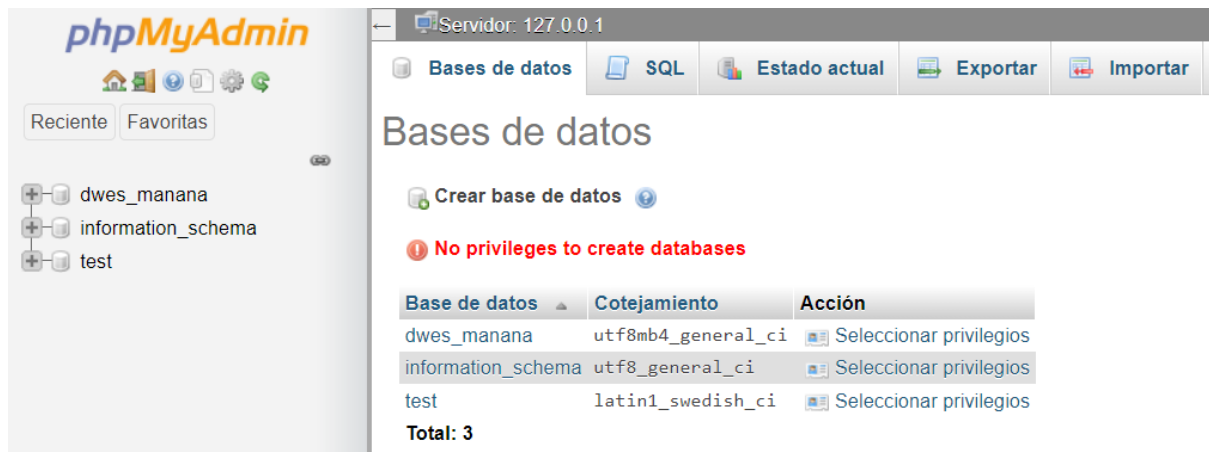 phpMyAdmin
Reciente Favoritas
dwes_manana
information_schema
test
Servidor: 127.0.0.1
Bases de datos SQL Estado actual Exportar Importar
Bases de datos
Crear base de datos
No privileges to create databases
Base de datos Cotejamiento Acción
dwes_manana utf8mb4_general_ci Seleccionar privilegios
information_schema utf8_general_ci Seleccionar privilegios
test latin1_swedish_ci Seleccionar privilegios
Total: 3